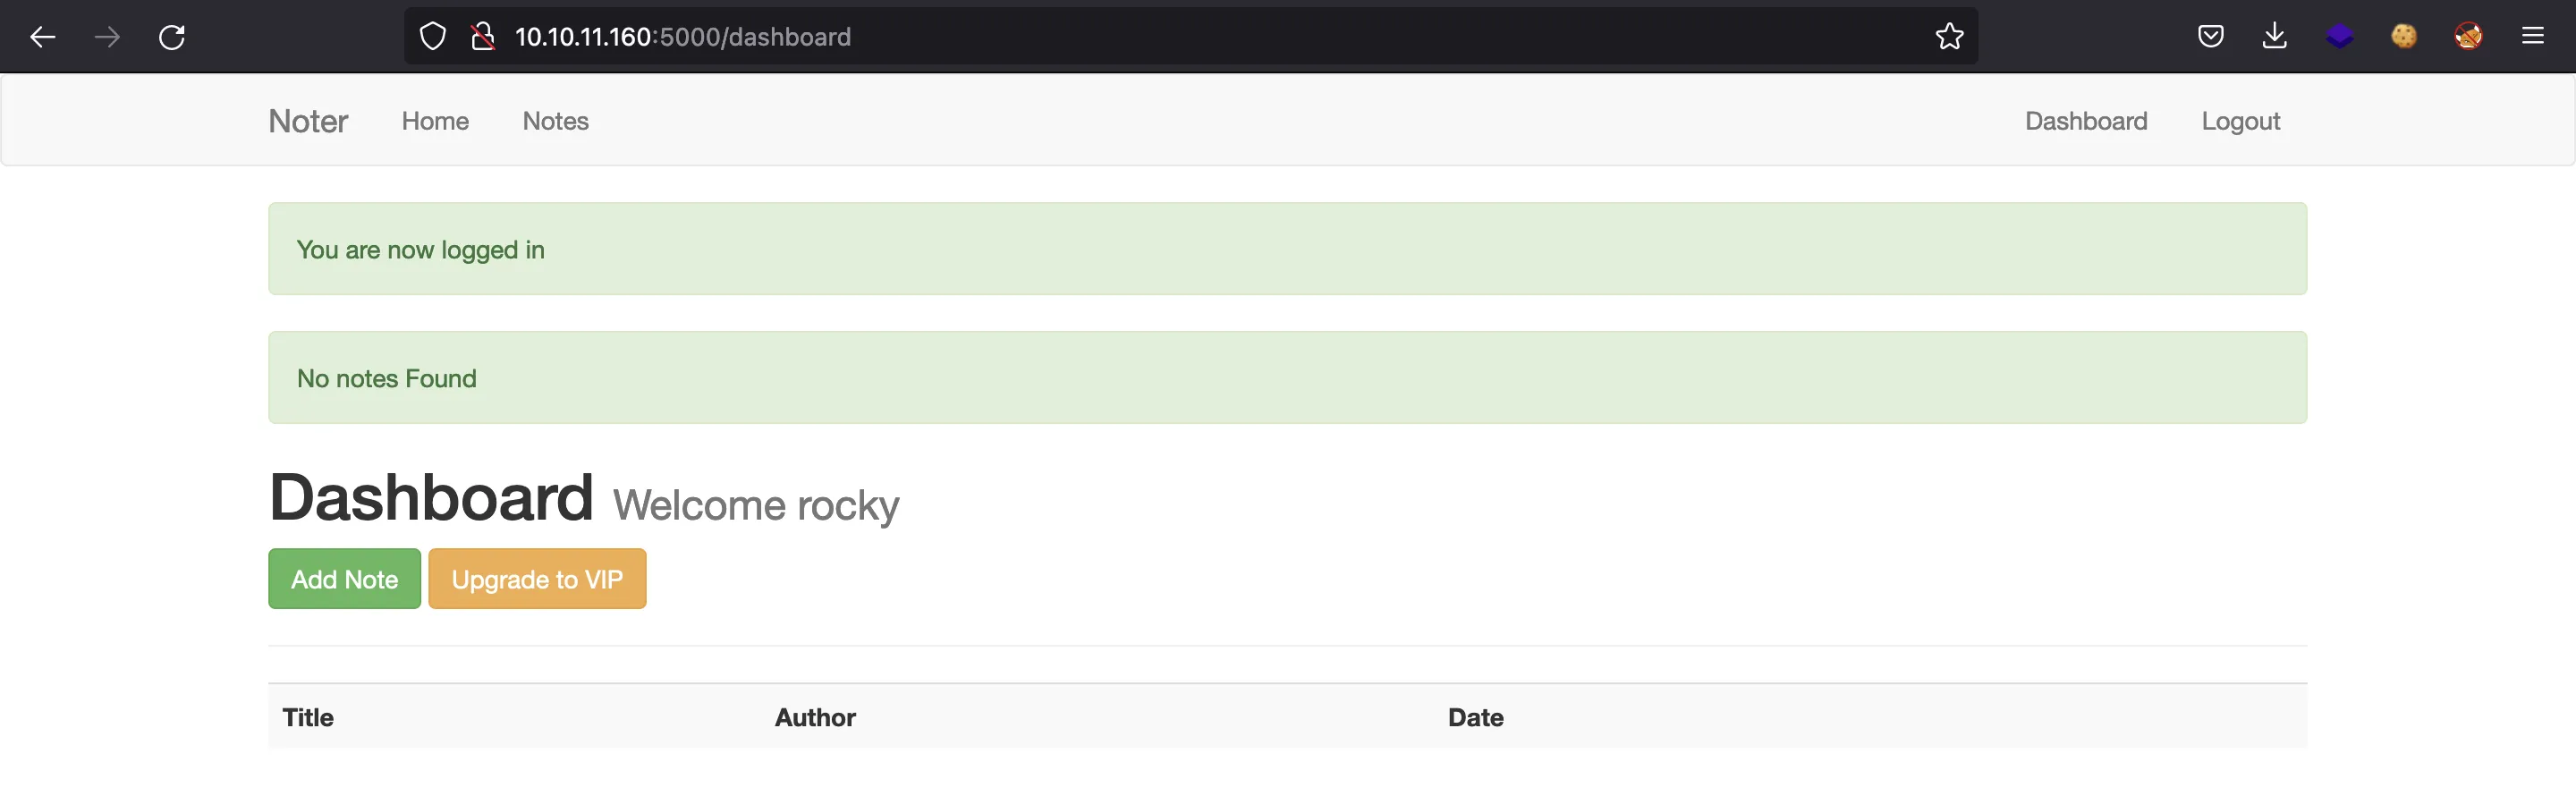 10.10.11.160:5000/dashboard
Noter Home Notes Dashboard Logout
You are now logged in
No notes Found
Dashboard Welcome rocky
Add Note Upgrade to VIP
Title Author Date